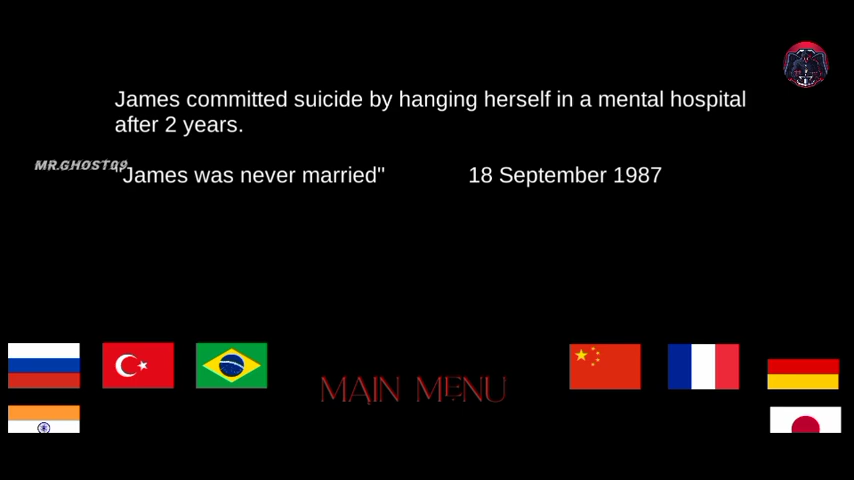 James committed suicide by hanging herself in a mental hospital
after 2 years.
MR.GHOST09
"James was never married" 18 September 1987
MAIN MENU